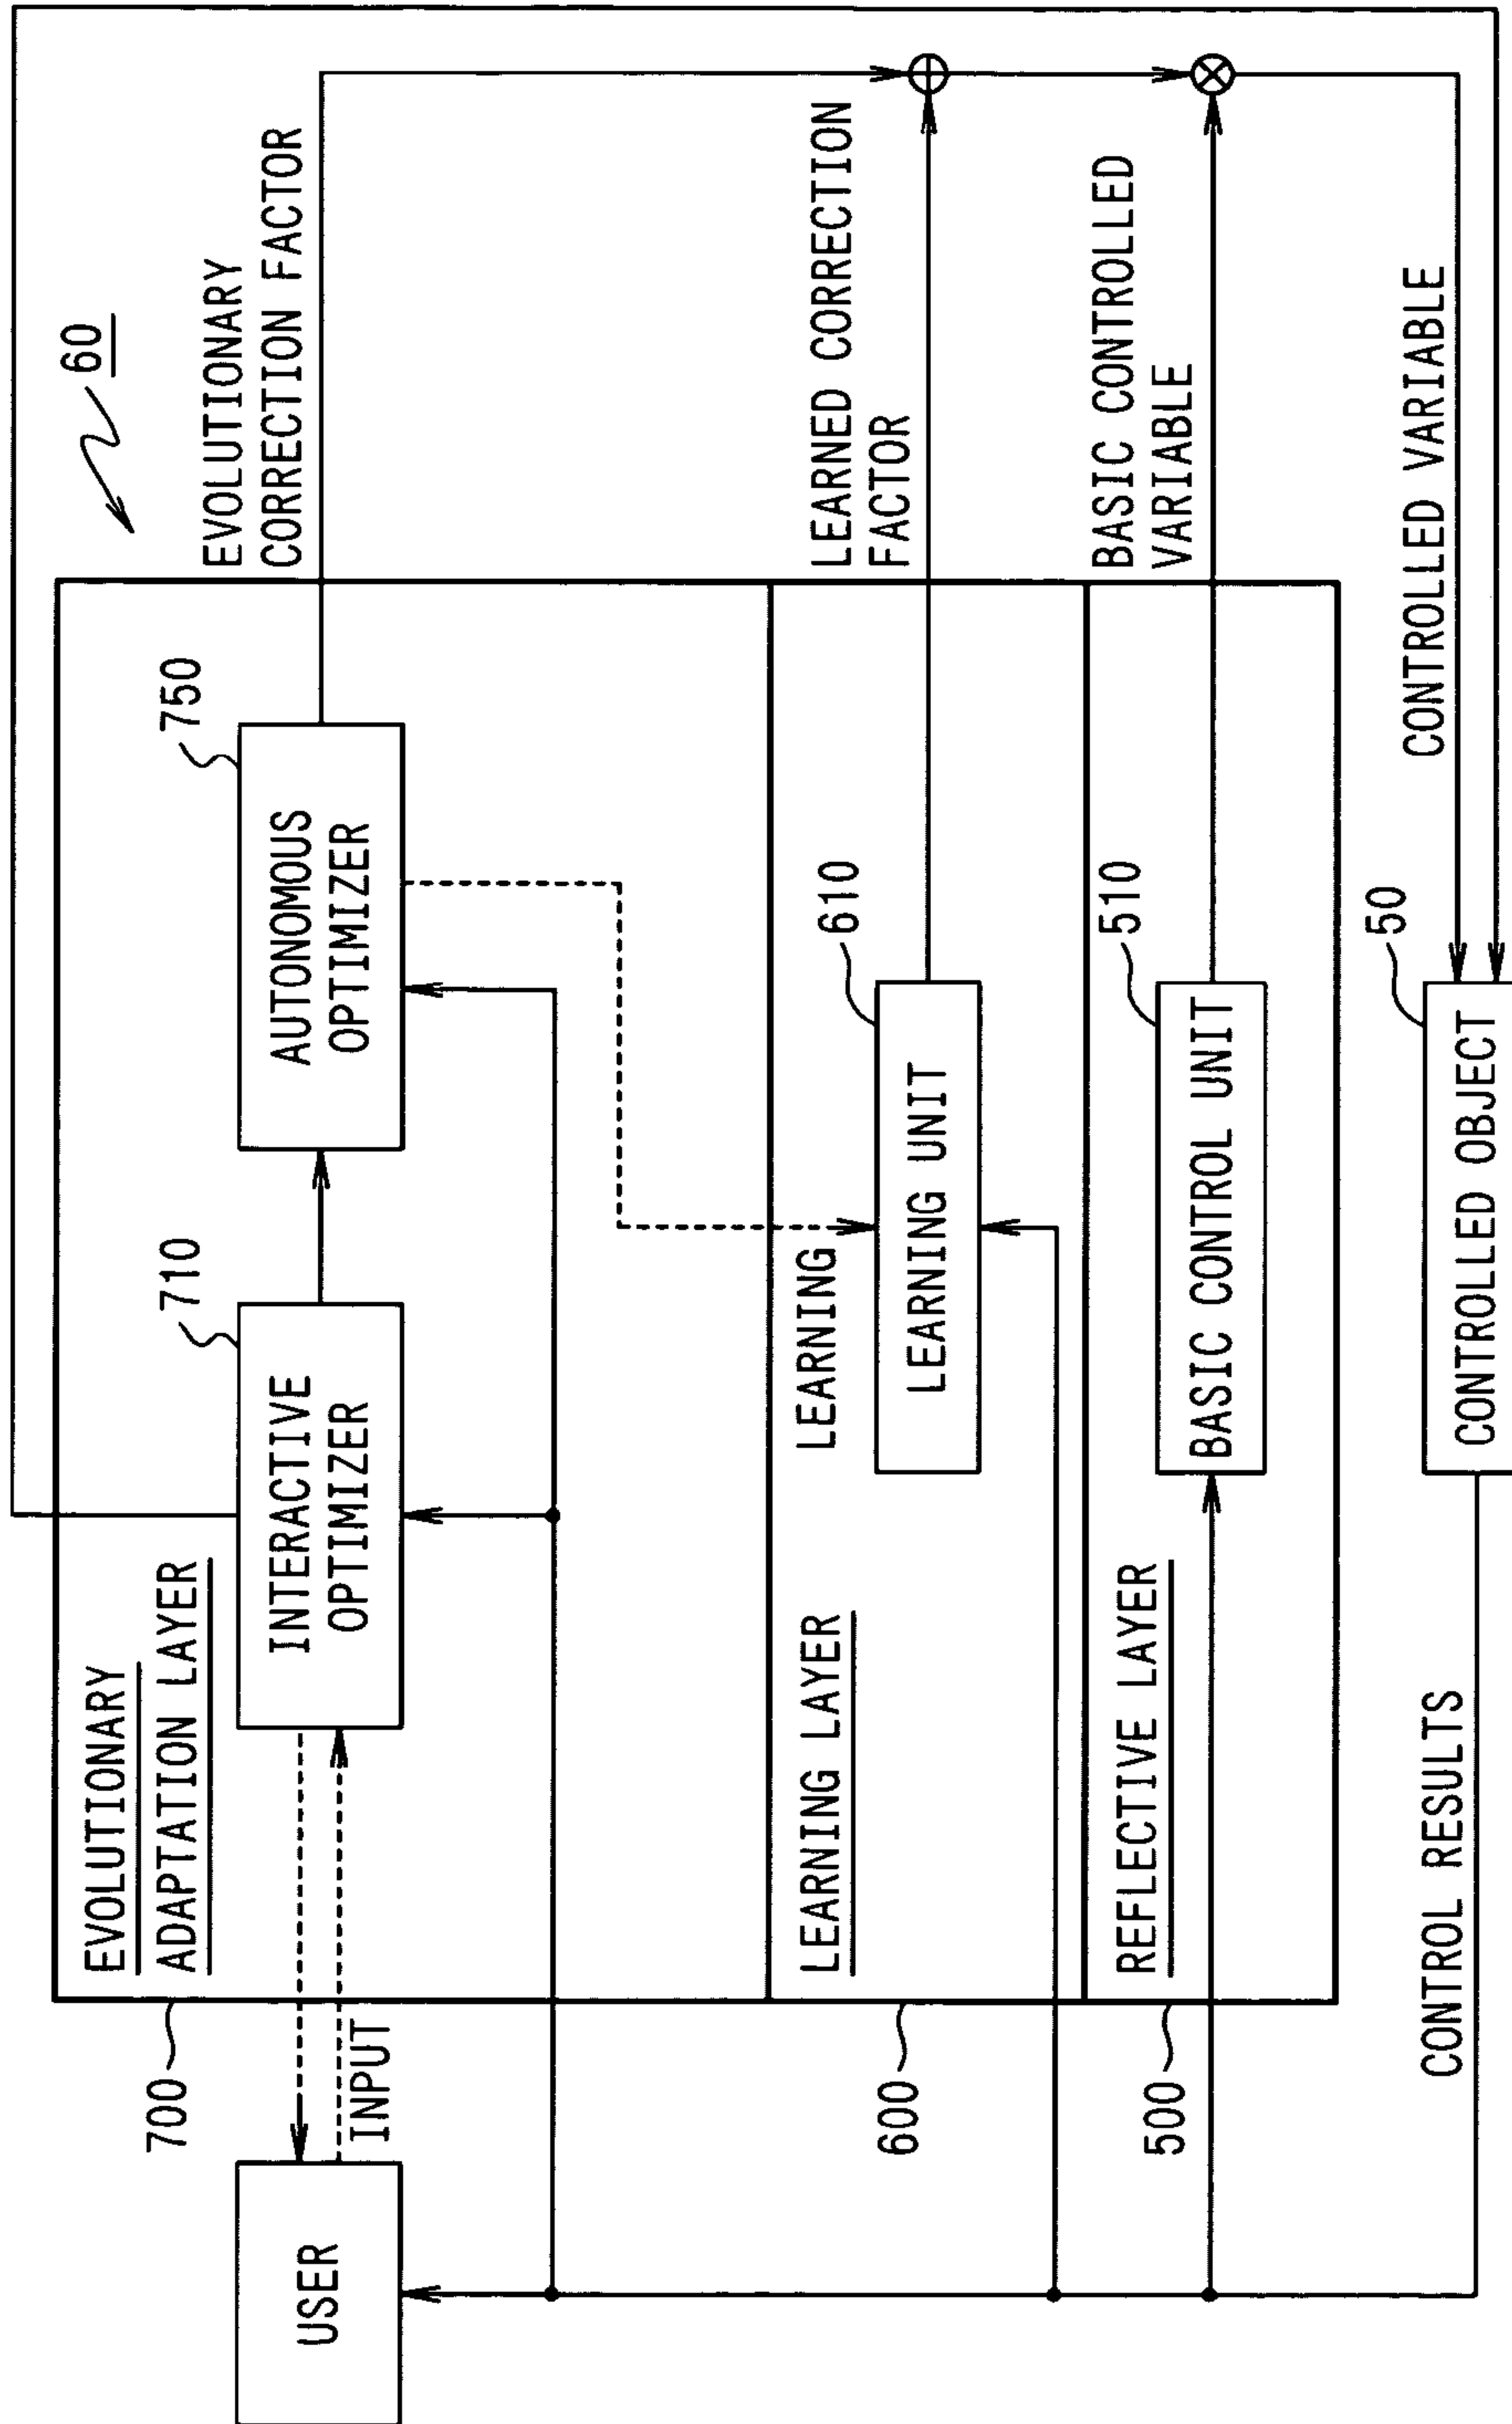 60
EVOLUTIONARY
CORRECTION FACTOR
EVOLUTIONARY
ADAPTATION LAYER
700
710
INTERACTIVE
OPTIMIZER
750
AUTONOMOUS
OPTIMIZER
USER
INPUT
LEARNING
LEARNING LAYER
600
610
LEARNING UNIT
LEARNED CORRECTION
FACTOR
REFLECTIVE LAYER
500
510
BASIC CONTROL UNIT
BASIC CONTROLLED
VARIABLE
CONTROL RESULTS
50
CONTROLLED OBJECT
CONTROLLED VARIABLE